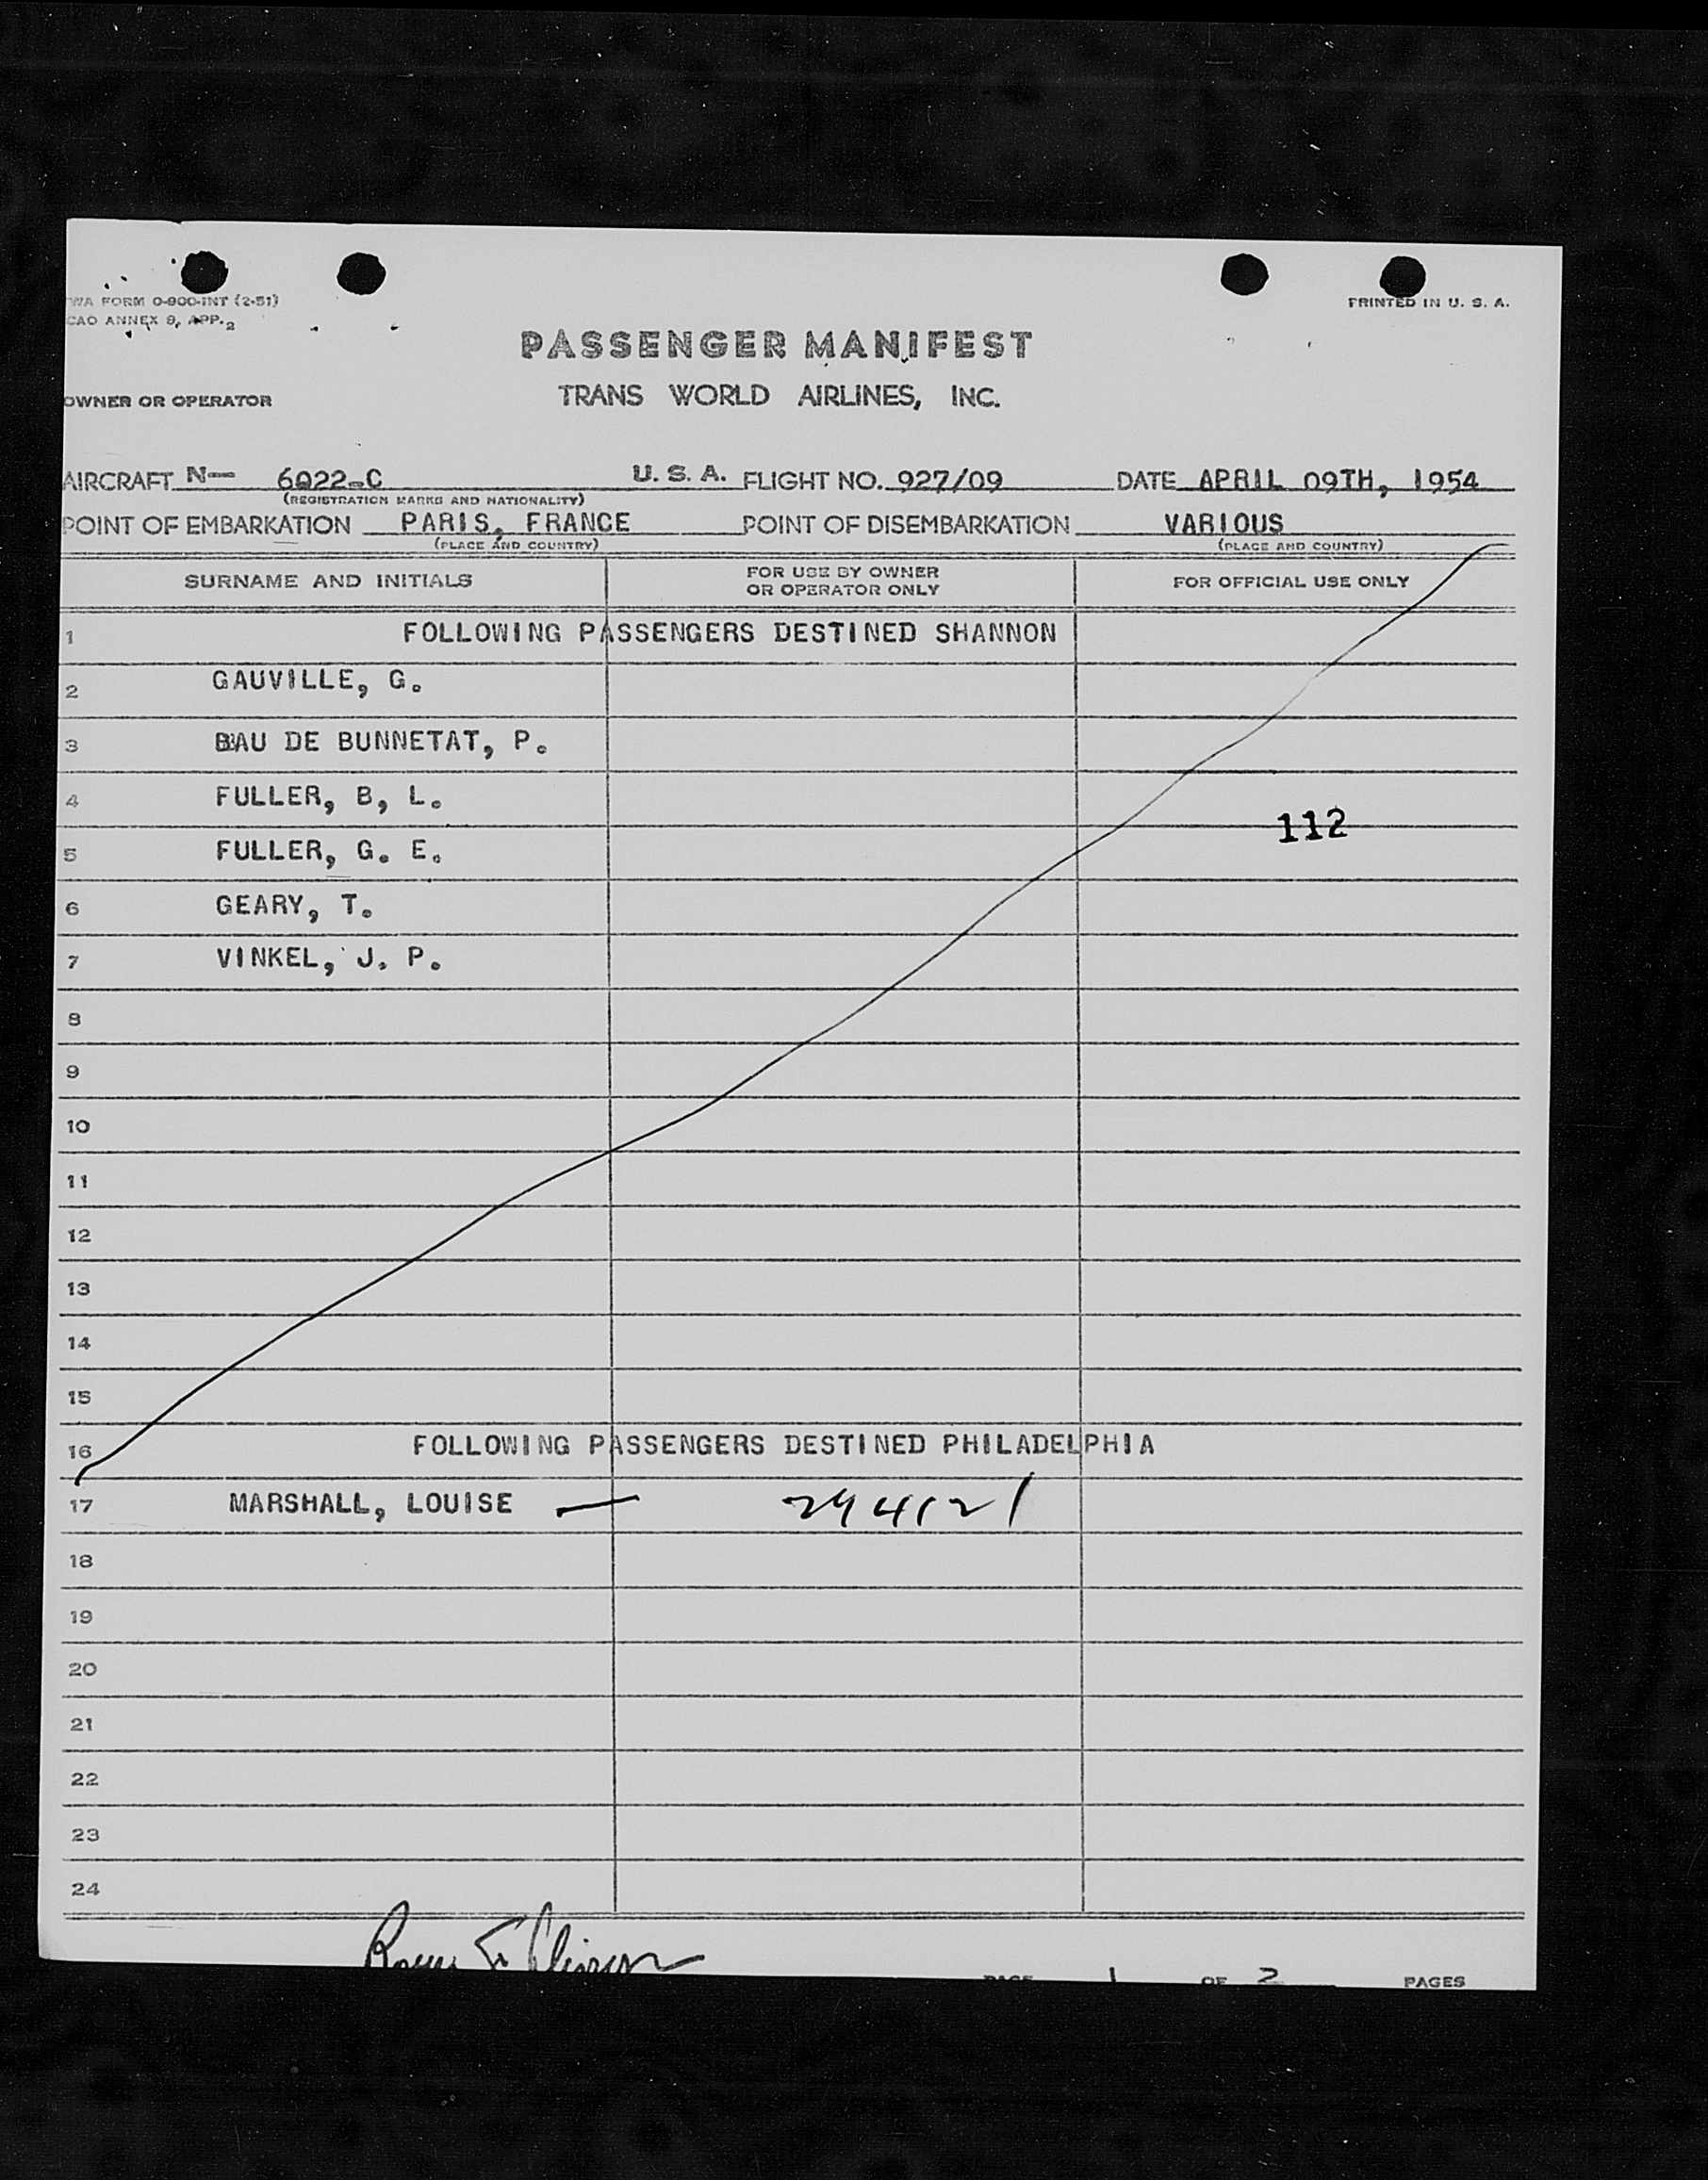 WA FORM O-900-INT (2-51)
CAO ANNEX 9, APP. 2
PRINTED IN U. S. A.
PASSENGER MANIFEST
OWNER OR OPERATOR TRANS WORLD AIRLINES, INC.
AIRCRAFT N— 6022-C U. S. A. FLIGHT NO. 927/09 DATE APRIL 09TH, 1954
(REGISTRATION MARKS AND NATIONALITY)
POINT OF EMBARKATION PARIS, FRANCE POINT OF DISEMBARKATION VARIOUS
(PLACE AND COUNTRY) (PLACE AND COUNTRY)
SURNAME AND INITIALS FOR USE BY OWNER OR OPERATOR ONLY FOR OFFICIAL USE ONLY
1 FOLLOWING PASSENGERS DESTINED SHANNON
2 GAUVILLE, G.
3 BAU DE BUNNETAT, P.
4 FULLER, B, L.
112
5 FULLER, G. E.
6 GEARY, T.
7 VINKEL, J. P.
8
9
10
11
12
13
14
15
16 FOLLOWING PASSENGERS DESTINED PHILADELPHIA
17 MARSHALL, LOUISE —
18
19
20
21
22
23
24
PAGE 1 OF 2 PAGES